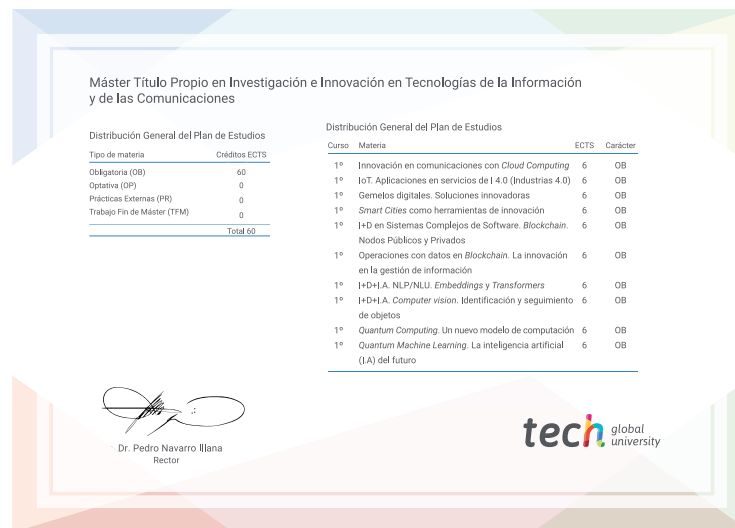 Máster Título Propio en Investigación e Innovación en Tecnologías de la Información
y de las Comunicaciones
Distribución General del Plan de Estudios
Tipo de materia Créditos ECTS
Obligatoria (OB) 60
Optativa (OP) 0
Prácticas Externas (PR) 0
Trabajo Fin de Máster (TFM) 0
Total 60
Distribución General del Plan de Estudios
Curso Materia ECTS Carácter
1º Innovación en comunicaciones con Cloud Computing 6 OB
1º IoT. Aplicaciones en servicios de I 4.0 (Industrias 4.0) 6 OB
1º Gemelos digitales. Soluciones innovadoras 6 OB
1º Smart Cities como herramientas de innovación 6 OB
1º I+D en Sistemas Complejos de Software. Blockchain. 6 OB
Nodos Públicos y Privados
1º Operaciones con datos en Blockchain. La innovación 6 OB
en la gestión de información
1º I+D+I.A. NLP/NLU. Embeddings y Transformers 6 OB
1º I+D+I.A. Computer vision. Identificación y seguimiento 6 OB
de objetos
1º Quantum Computing. Un nuevo modelo de computación 6 OB
1º Quantum Machine Learning. La inteligencia artificial 6 OB
(I.A) del futuro
Dr. Pedro Navarro Illana
Rector
tech global
university